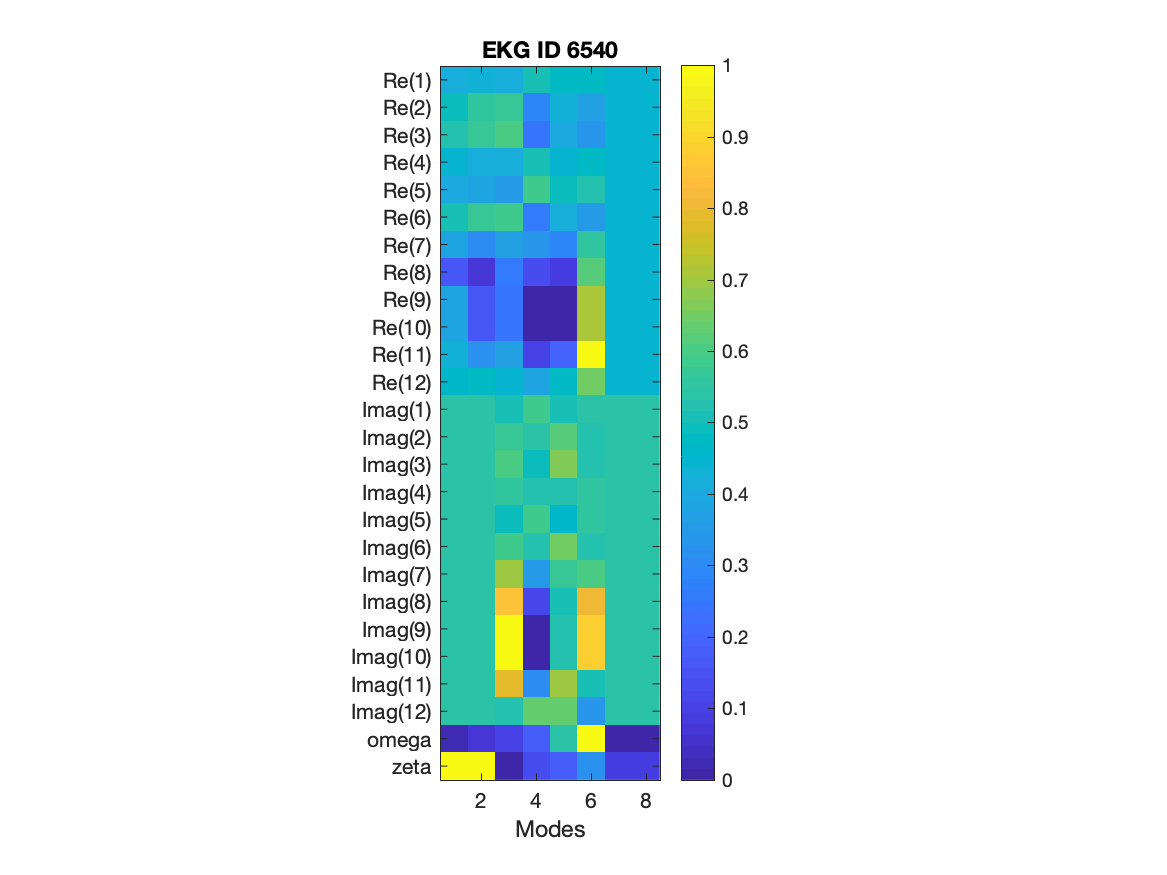 EKG ID 6540
Re(1)
Re(2)
Re(3)
Re(4)
Re(5)
Re(6)
Re(7)
Re(8)
Re(9)
Re(10)
Re(11)
Re(12)
Imag(1)
Imag(2)
Imag(3)
Imag(4)
Imag(5)
Imag(6)
Imag(7)
Imag(8)
Imag(9)
Imag(10)
Imag(11)
Imag(12)
omega
zeta
2 4 6 8
Modes
1
0.9
0.8
0.7
0.6
0.5
0.4
0.3
0.2
0.1
0